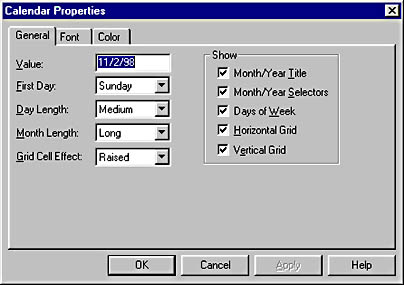 Calendar Properties
General Font Color
Value: 11/2/98
First Day: Sunday
Day Length: Medium
Month Length: Long
Grid Cell Effect: Raised
Show
Month/Year Title
Month/Year Selectors
Days of Week
Horizontal Grid
Vertical Grid
OK Cancel Apply Help